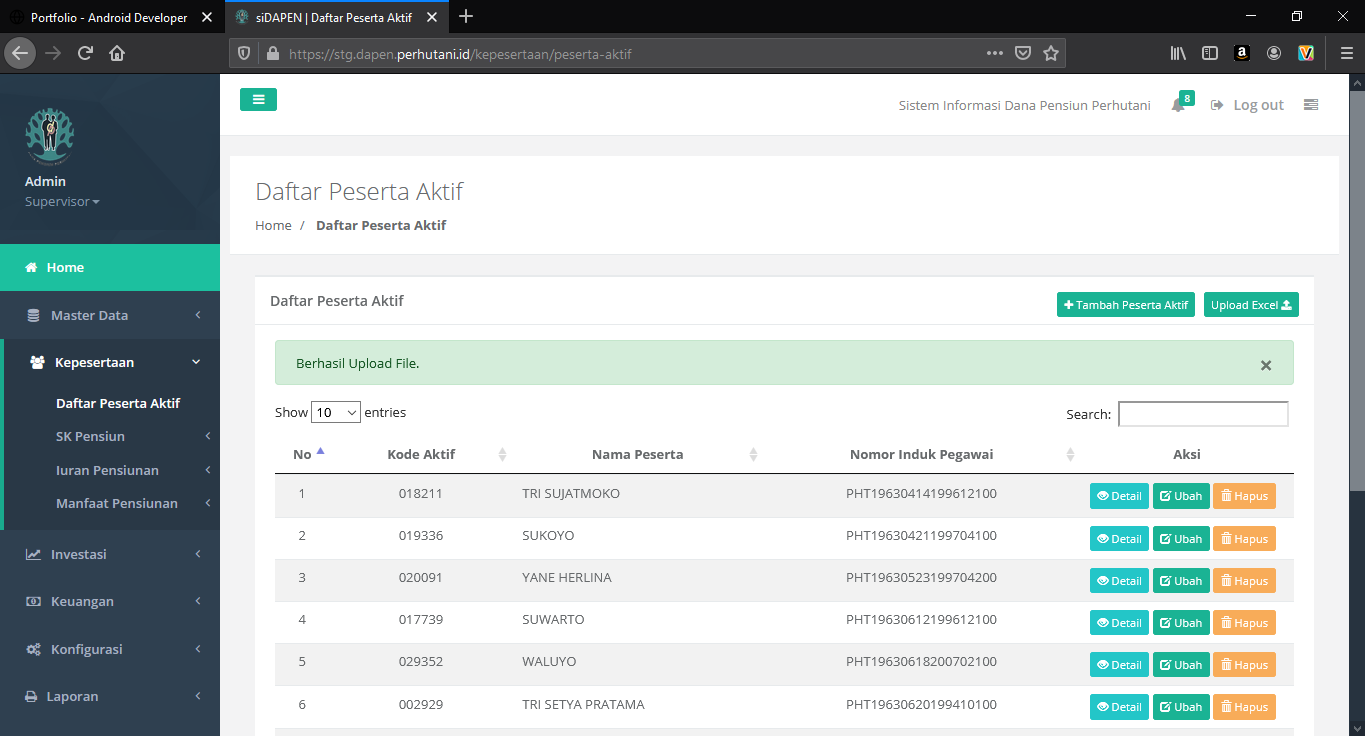 Portfolio - Android Developer
siDAPEN | Daftar Peserta Aktif
https://stg.dapen.perhutani.id/kepesertaan/peserta-aktif
Sistem Informasi Dana Pensiun Perhutani
8
Log out
Admin
Supervisor
Home
Master Data
Kepesertaan
Daftar Peserta Aktif
SK Pensiun
Iuran Pensiunan
Manfaat Pensiunan
Investasi
Keuangan
Konfigurasi
Laporan
Daftar Peserta Aktif
Home / Daftar Peserta Aktif
Daftar Peserta Aktif
Tambah Peserta Aktif Upload Excel
Berhasil Upload File. ×
Show 10 entries
Search:
No Kode Aktif Nama Peserta Nomor Induk Pegawai Aksi
1 018211 TRI SUJATMOKO PHT19630414199612100 Detail Ubah Hapus
2 019336 SUKOYO PHT19630421199704100 Detail Ubah Hapus
3 020091 YANE HERLINA PHT19630523199704200 Detail Ubah Hapus
4 017739 SUWARTO PHT19630612199612100 Detail Ubah Hapus
5 029352 WALUYO PHT19630618200702100 Detail Ubah Hapus
6 002929 TRI SETYA PRATAMA PHT19630620199410100 Detail Ubah Hapus